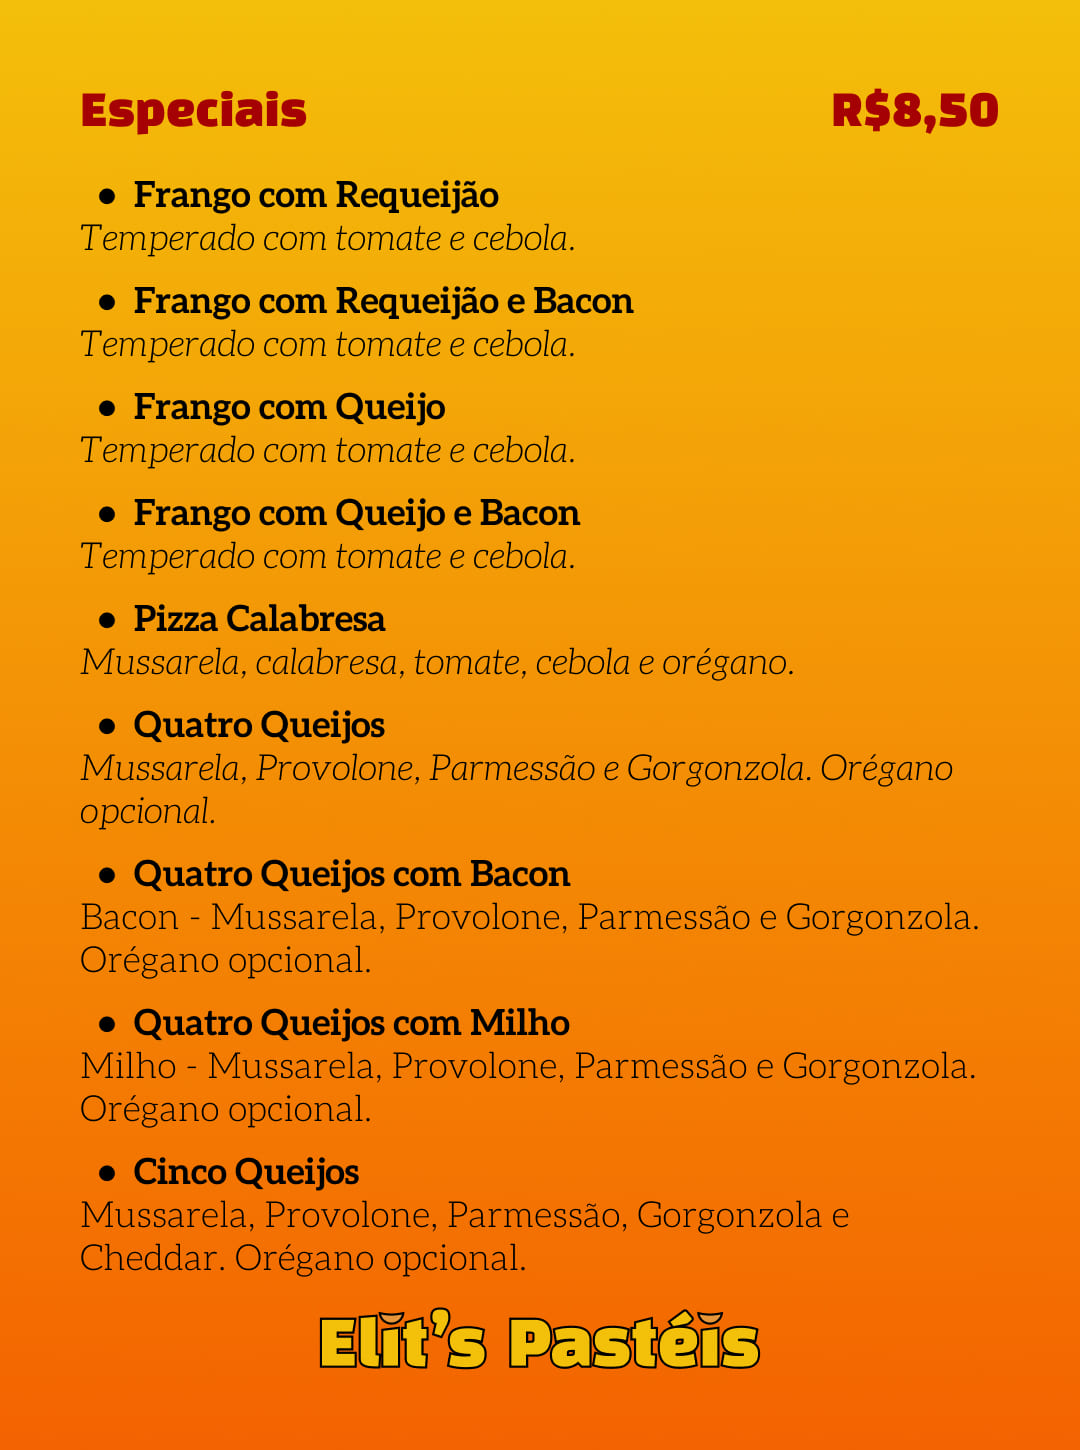 Especiais R$8,50
● Frango com Requeijão
Temperado com tomate e cebola.
● Frango com Requeijão e Bacon
Temperado com tomate e cebola.
● Frango com Queijo
Temperado com tomate e cebola.
● Frango com Queijo e Bacon
Temperado com tomate e cebola.
● Pizza Calabresa
Mussarela, calabresa, tomate, cebola e orégano.
● Quatro Queijos
Mussarela, Provolone, Parmessão e Gorgonzola. Orégano
opcional.
● Quatro Queijos com Bacon
Bacon - Mussarela, Provolone, Parmessão e Gorgonzola.
Orégano opcional.
● Quatro Queijos com Milho
Milho - Mussarela, Provolone, Parmessão e Gorgonzola.
Orégano opcional.
● Cinco Queijos
Mussarela, Provolone, Parmessão, Gorgonzola e
Cheddar. Orégano opcional.
Elit's Pastéis